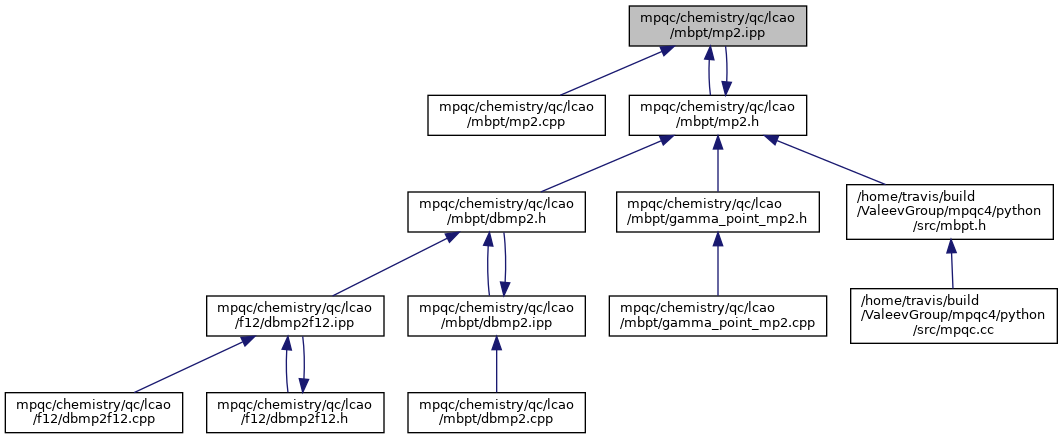 mpqc/chemistry/qc/lcao
/mbpt/mp2.ipp
mpqc/chemistry/qc/lcao
/mbpt/mp2.cpp
mpqc/chemistry/qc/lcao
/mbpt/mp2.h
mpqc/chemistry/qc/lcao
/mbpt/dbmp2.h
mpqc/chemistry/qc/lcao
/mbpt/gamma_point_mp2.h
/home/travis/build
/ValeevGroup/mpqc4/python
/src/mbpt.h
mpqc/chemistry/qc/lcao
/f12/dbmp2f12.ipp
mpqc/chemistry/qc/lcao
/mbpt/dbmp2.ipp
mpqc/chemistry/qc/lcao
/mbpt/gamma_point_mp2.cpp
/home/travis/build
/ValeevGroup/mpqc4/python
/src/mpqc.cc
mpqc/chemistry/qc/lcao
/f12/dbmp2f12.cpp
mpqc/chemistry/qc/lcao
/f12/dbmp2f12.h
mpqc/chemistry/qc/lcao
/mbpt/dbmp2.cpp